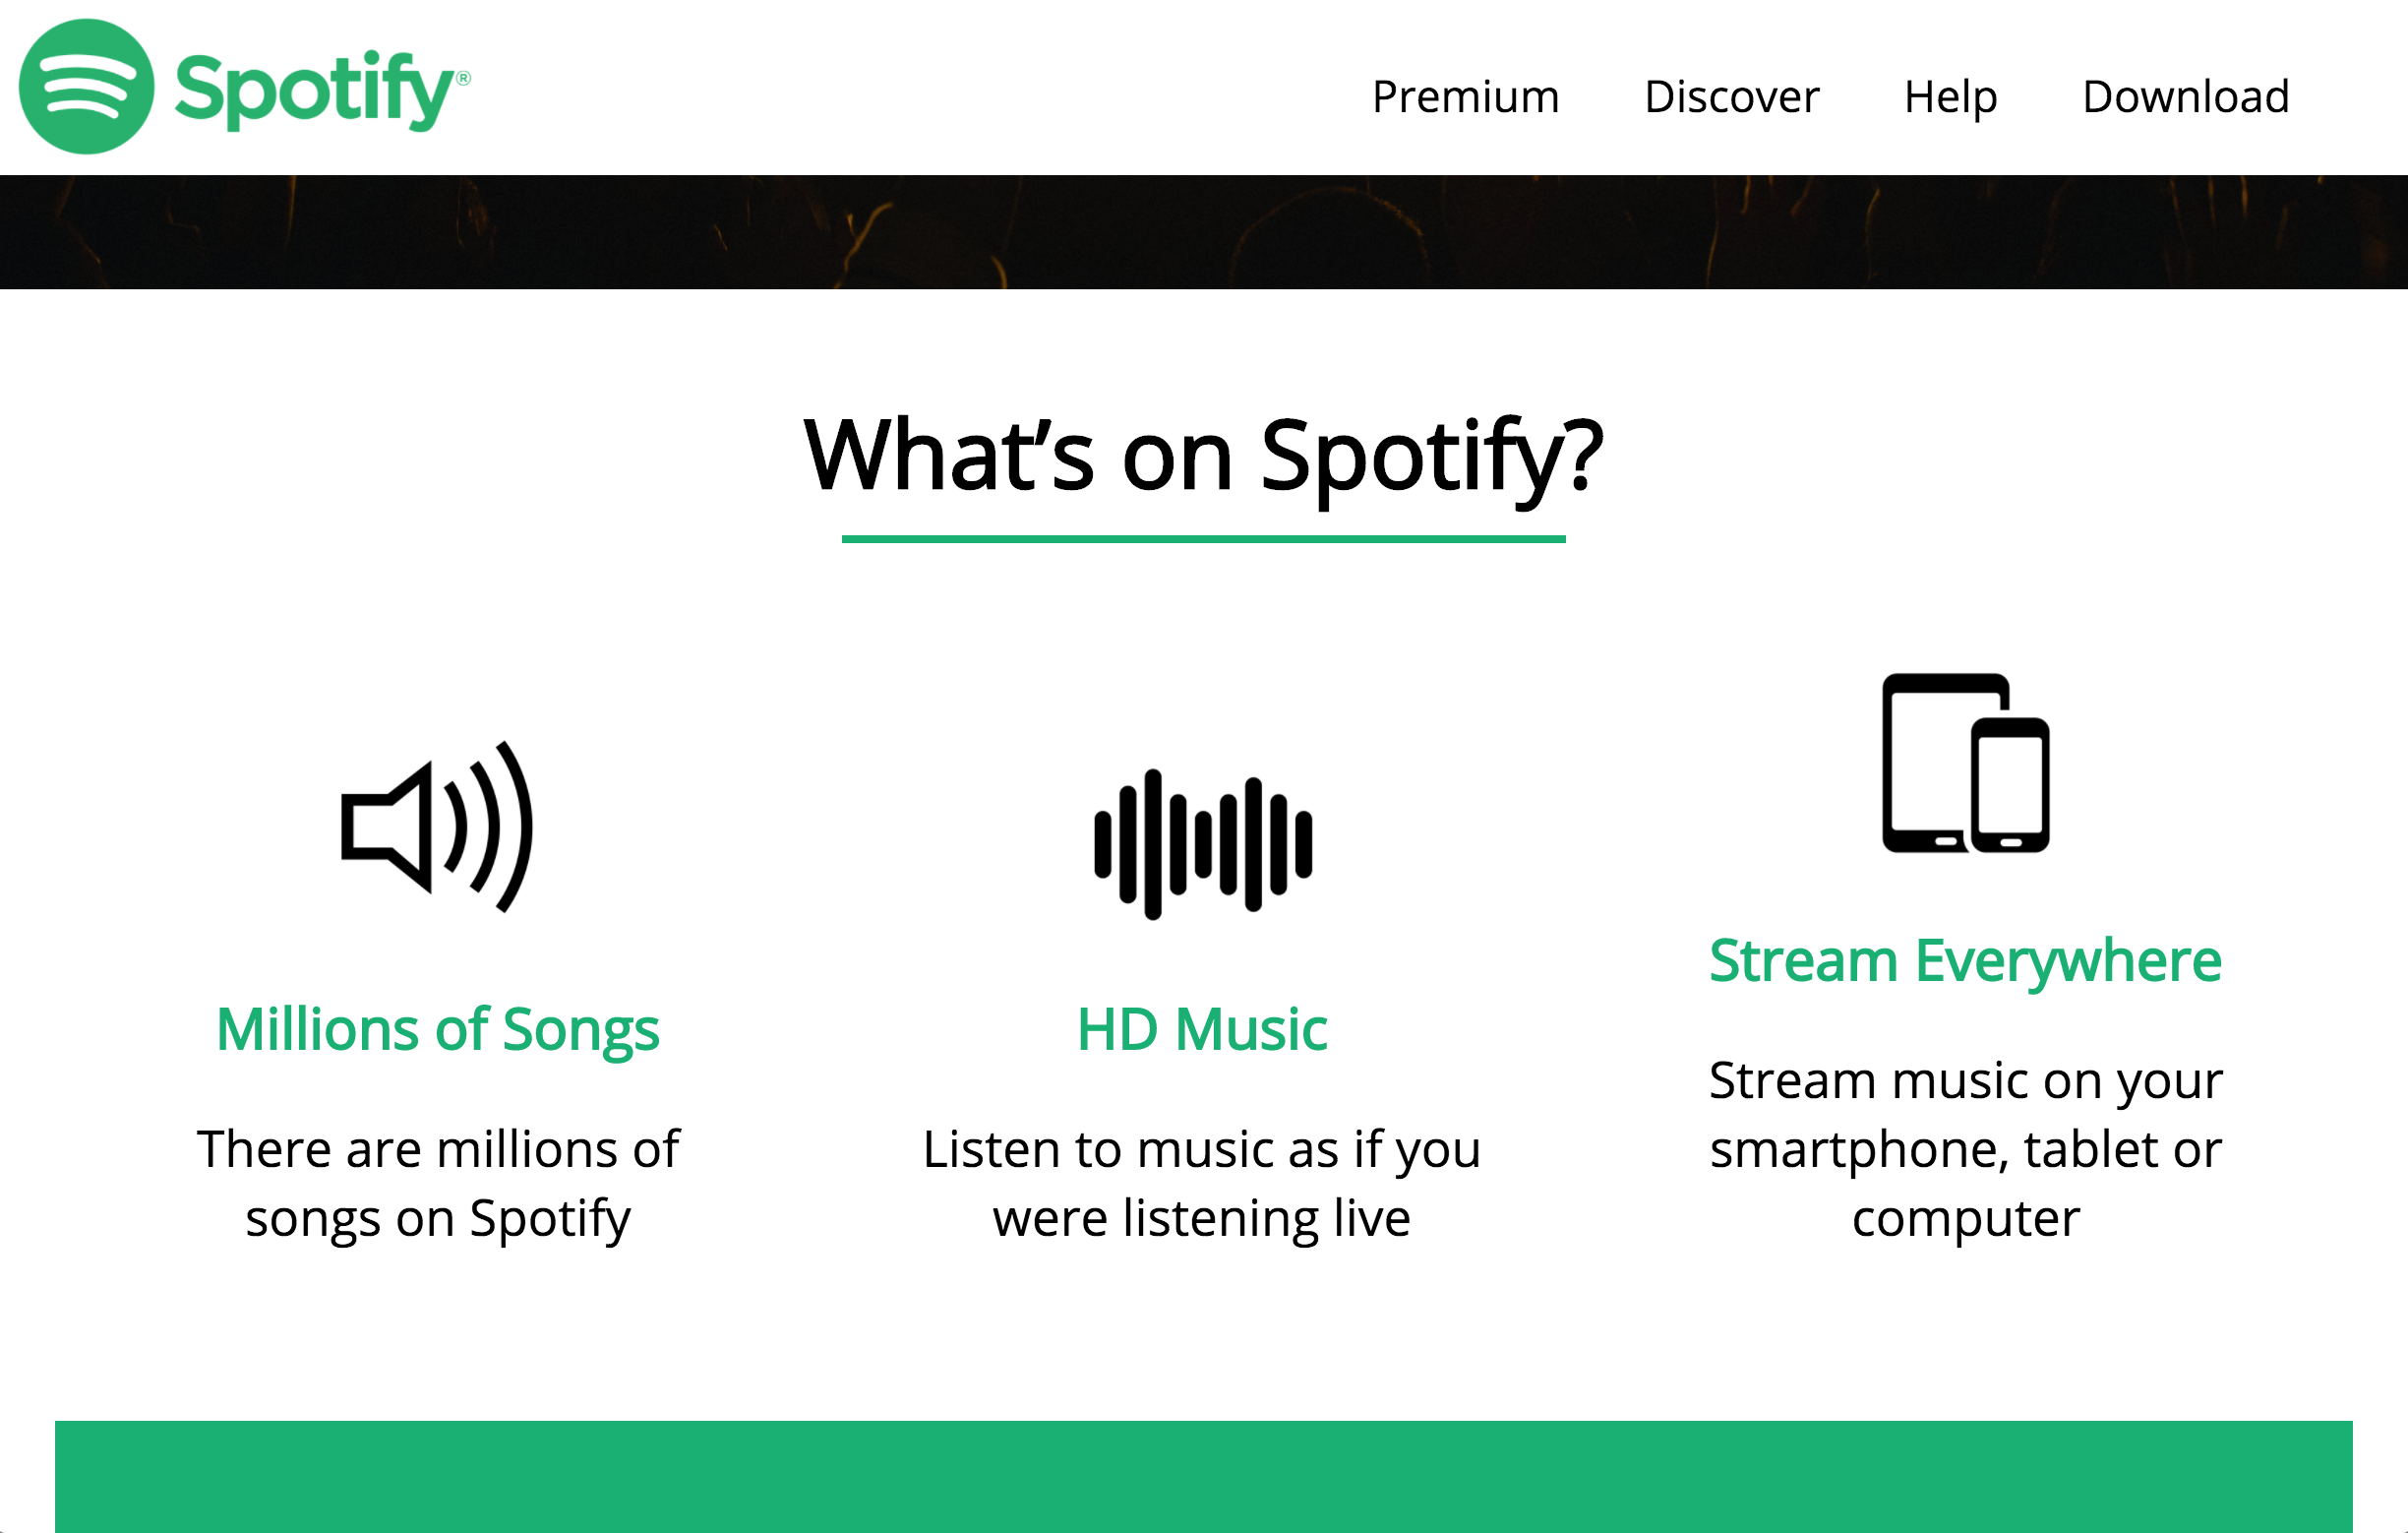 Spotify®
Premium Discover Help Download
What's on Spotify?
Millions of Songs
There are millions of
songs on Spotify
HD Music
Listen to music as if you
were listening live
Stream Everywhere
Stream music on your
smartphone, tablet or
computer